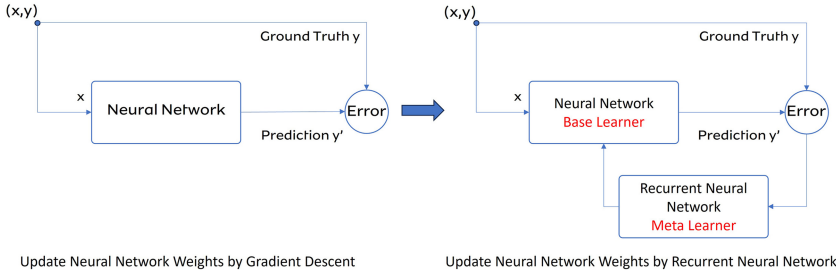 (x,y)
Ground Truth y
x
Neural Network
Error
Prediction y'
Update Neural Network Weights by Gradient Descent
(x,y)
Ground Truth y
x
Neural Network
Base Learner
Error
Prediction y'
Recurrent Neural
Network
Meta Learner
Update Neural Network Weights by Recurrent Neural Network